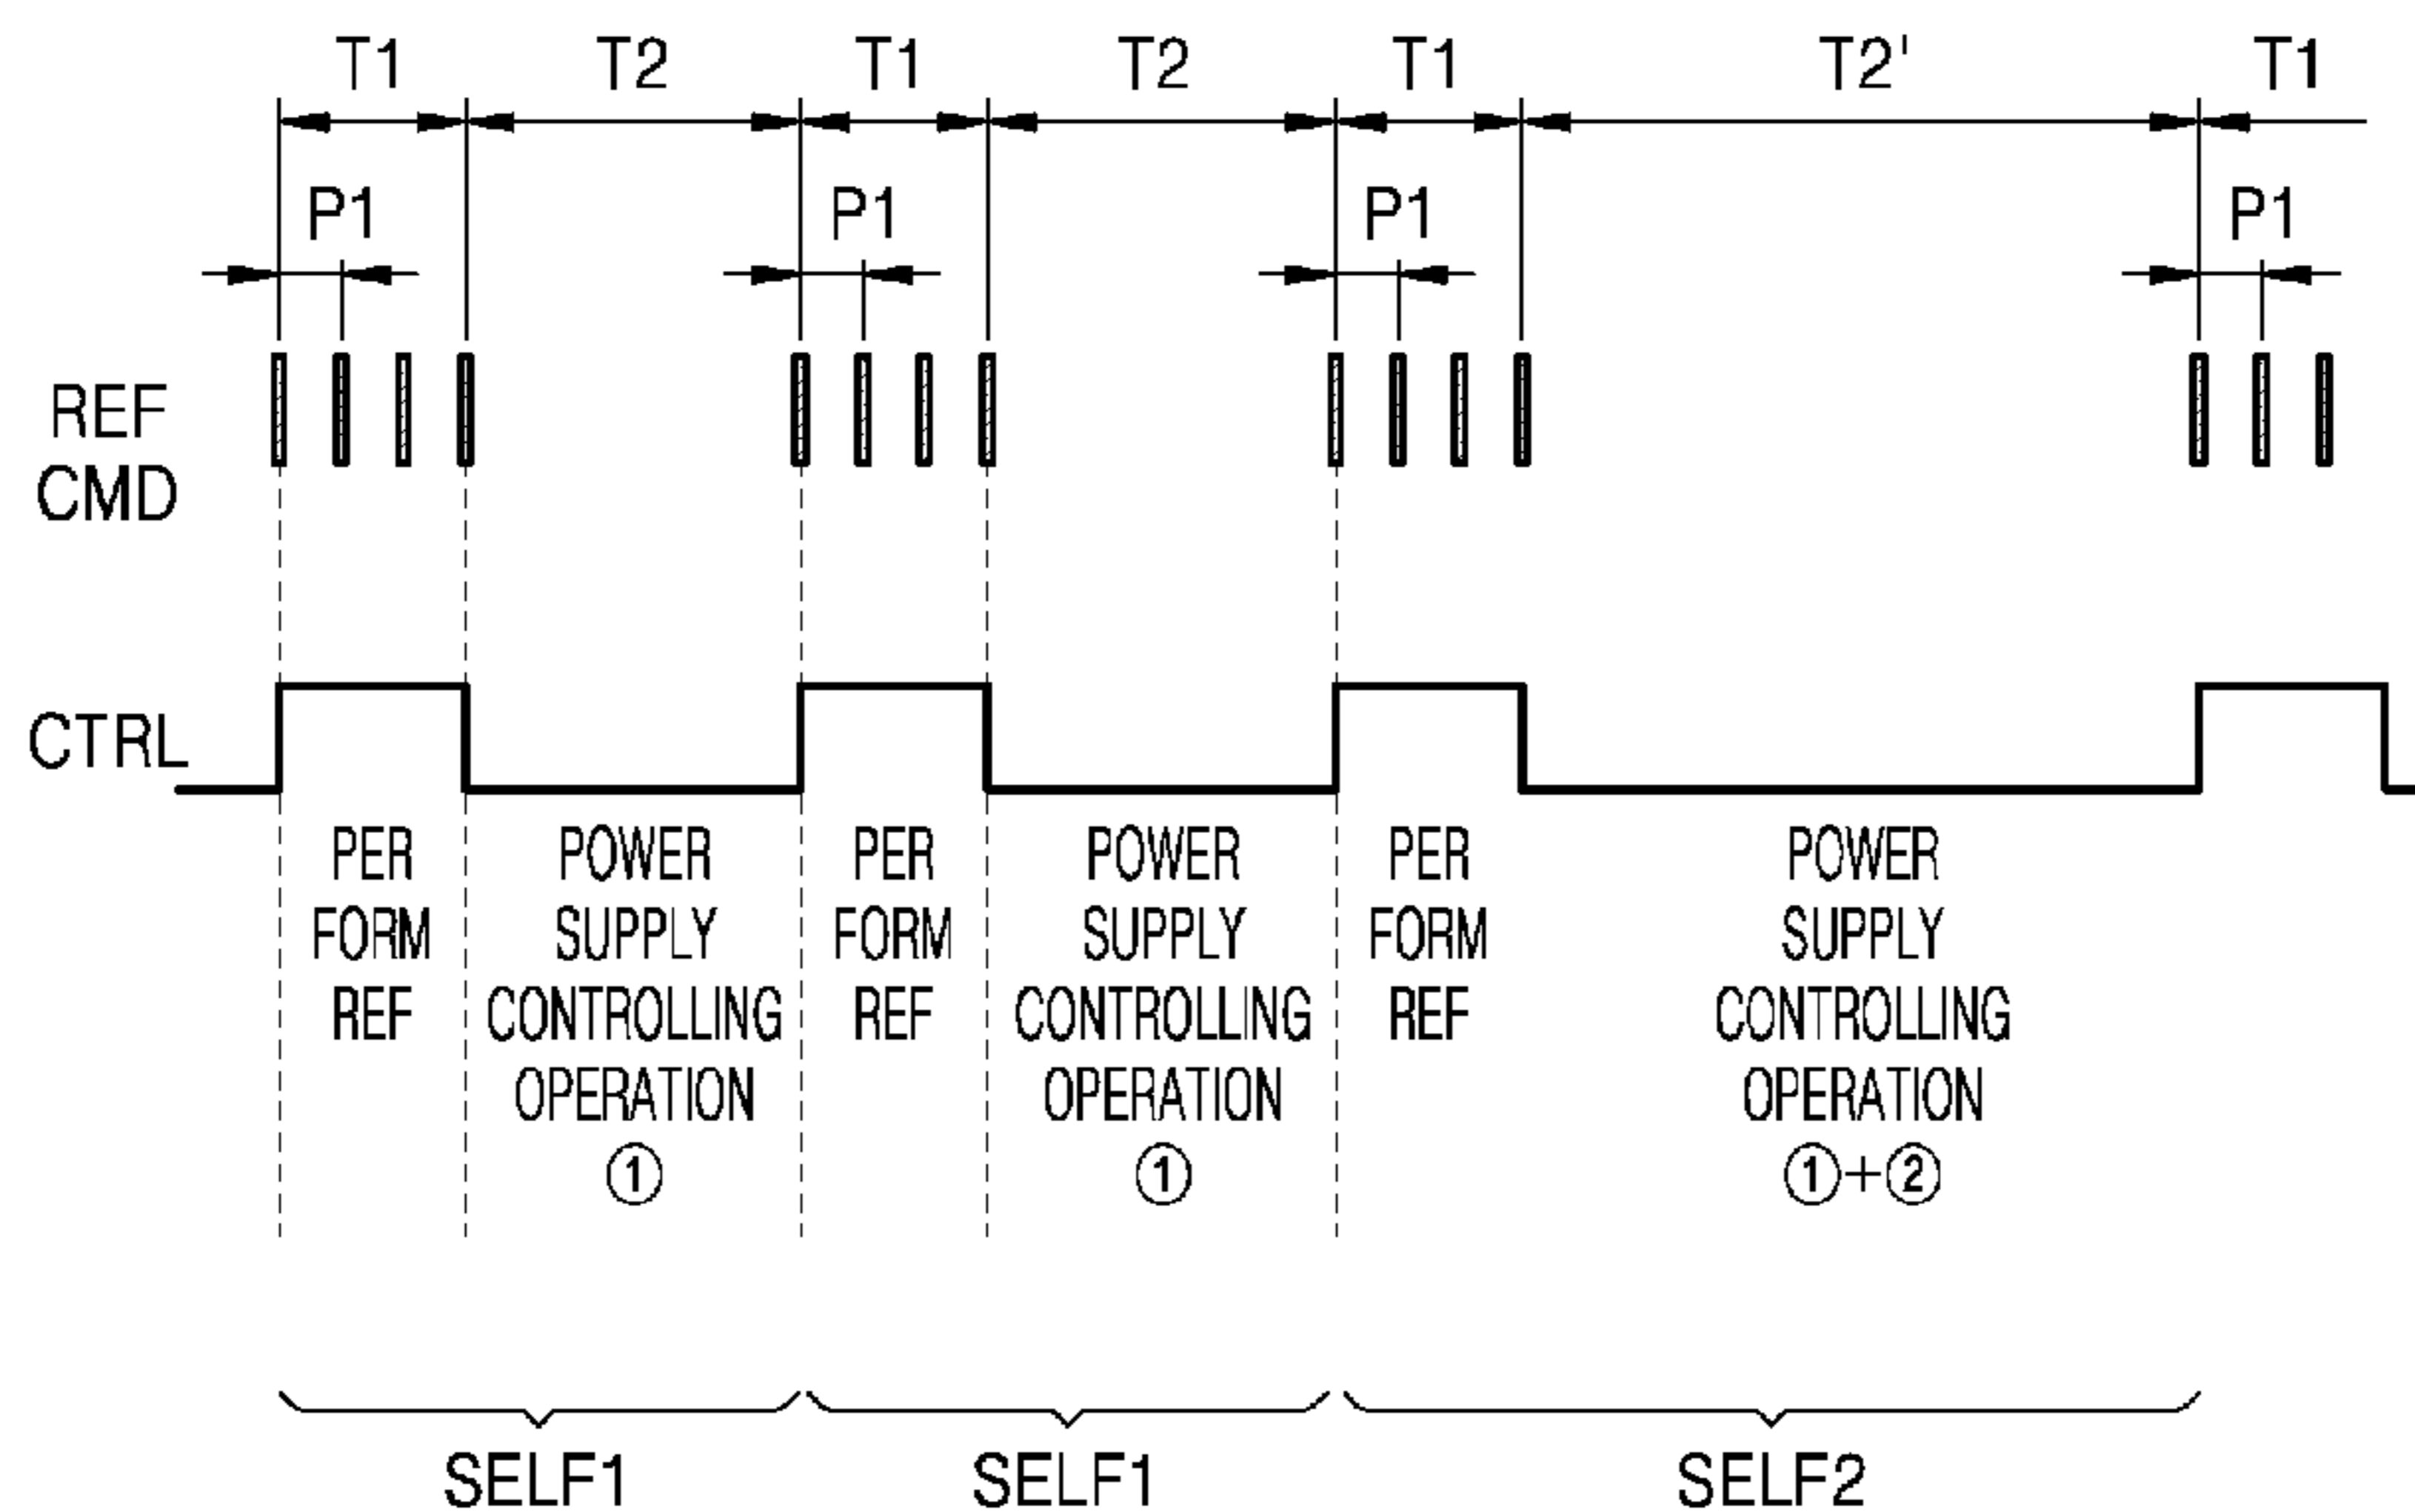 T1 T2 T1 T2 T1 T2' T1
P1 P1 P1 P1
REF
CMD
CTRL
PER
FORM
REF
POWER
SUPPLY
CONTROLLING
OPERATION
①
PER
FORM
REF
POWER
SUPPLY
CONTROLLING
OPERATION
①
PER
FORM
REF
POWER
SUPPLY
CONTROLLING
OPERATION
①+②
SELF1 SELF1 SELF2